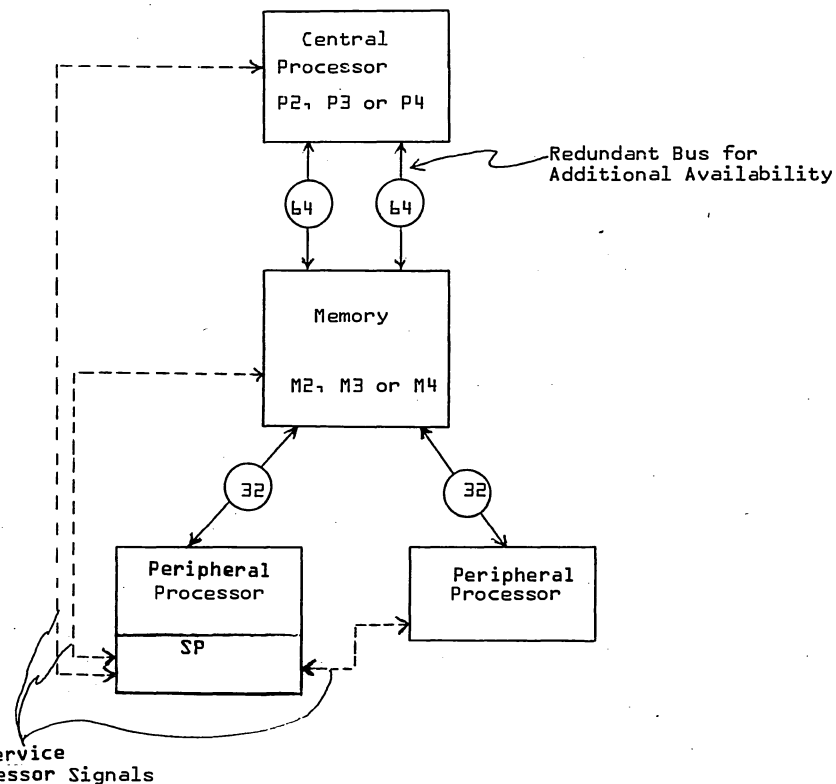 Central
Processor
P2, P3 or P4
Redundant Bus for
Additional Availability
64
64
Memory
M2, M3 or M4
32
32
Peripheral
Processor
SP
Peripheral
Processor
ervice
essor Signals